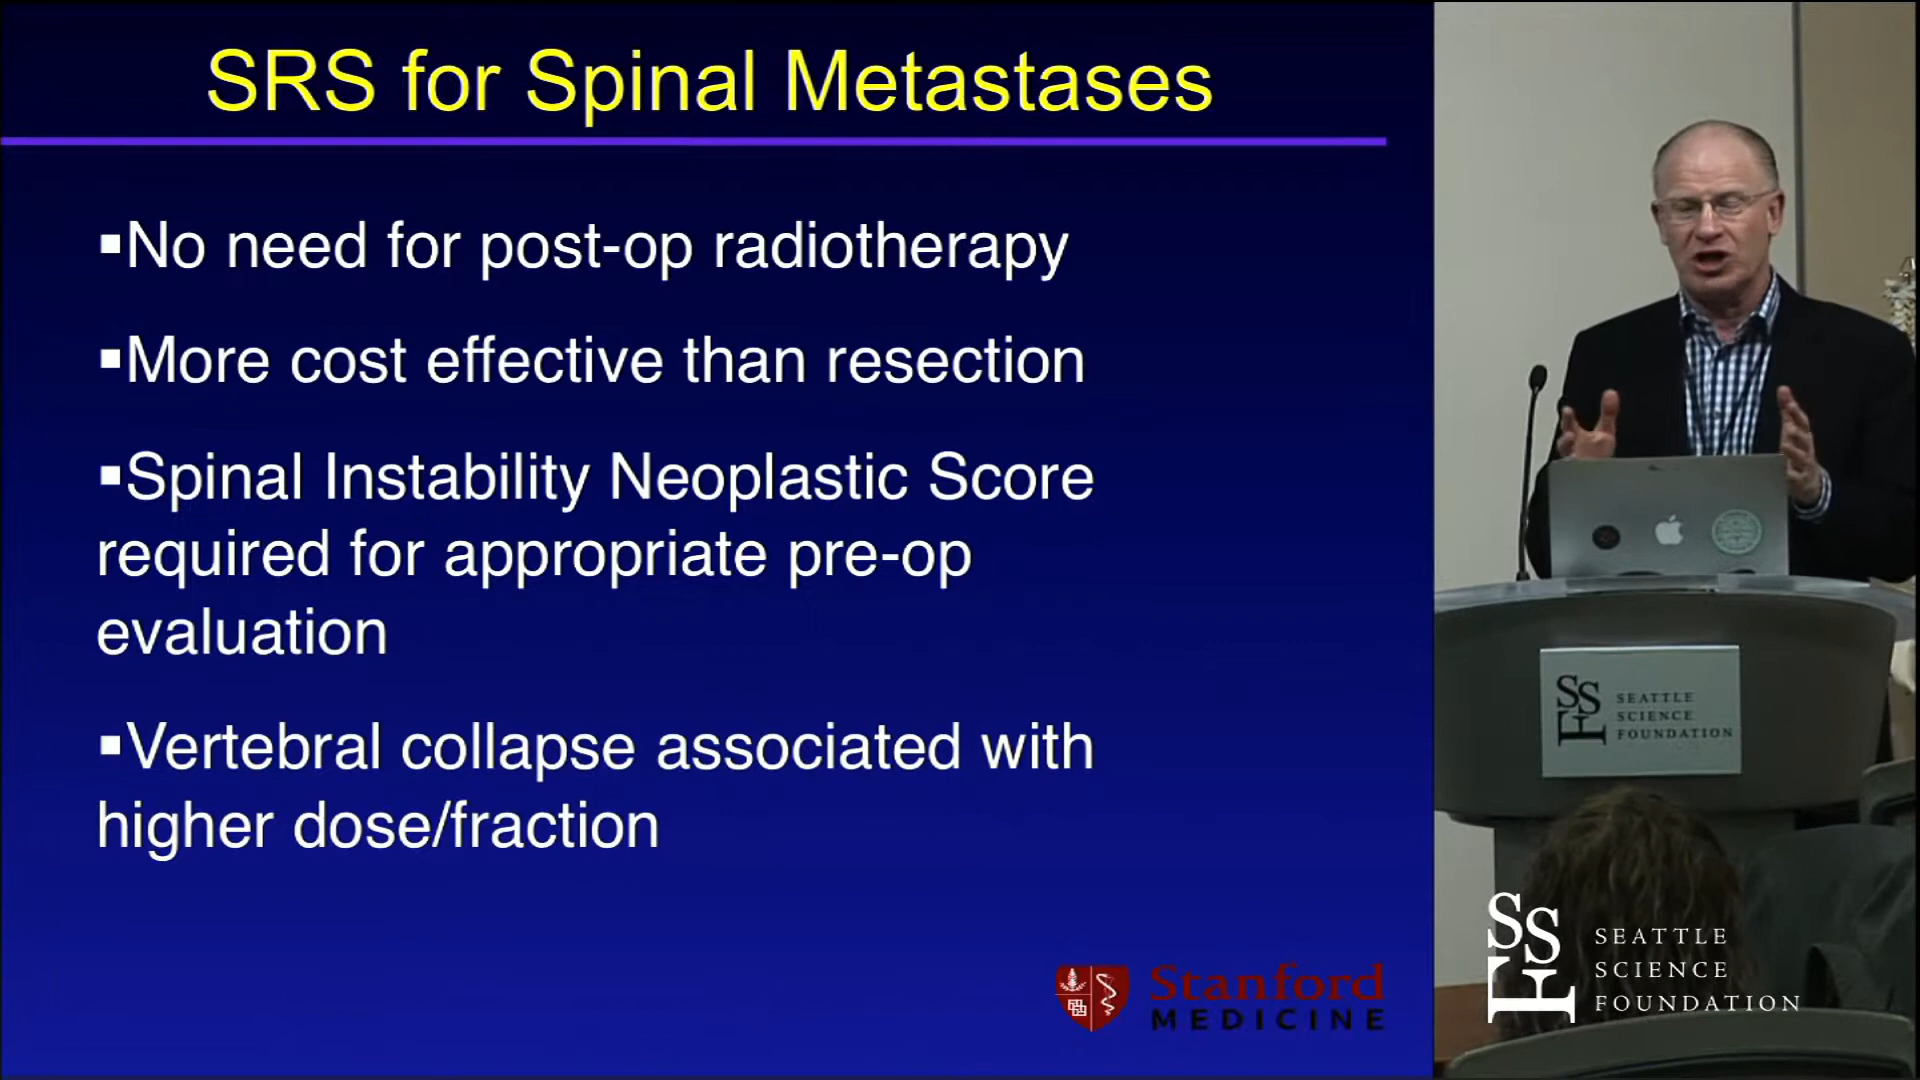 SRS for Spinal Metastases
▪No need for post-op radiotherapy
▪More cost effective than resection
▪Spinal Instability Neoplastic Score
required for appropriate pre-op
evaluation
▪Vertebral collapse associated with
higher dose/fraction
Stanford
MEDICINE
SSF
SEATTLE
SCIENCE
FOUNDATION
SSF
SEATTLE
SCIENCE
FOUNDATION